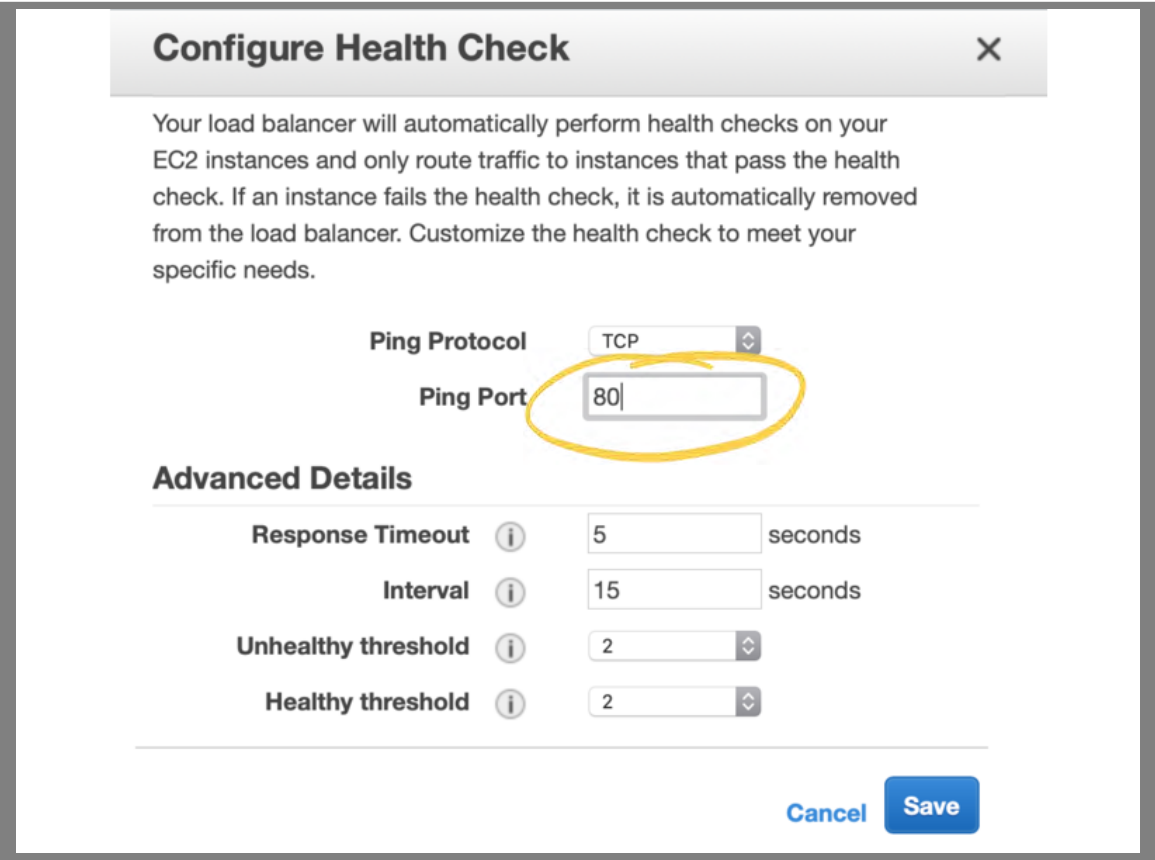 Configure Health Check
Your load balancer will automatically perform health checks on your
EC2 instances and only route traffic to instances that pass the health
check. If an instance fails the health check, it is automatically removed
from the load balancer. Customize the health check to meet your
specific needs.
Ping Protocol TCP
Ping Port 80
Advanced Details
Response Timeout i 5 seconds
Interval i 15 seconds
Unhealthy threshold i 2
Healthy threshold i 2
Cancel Save